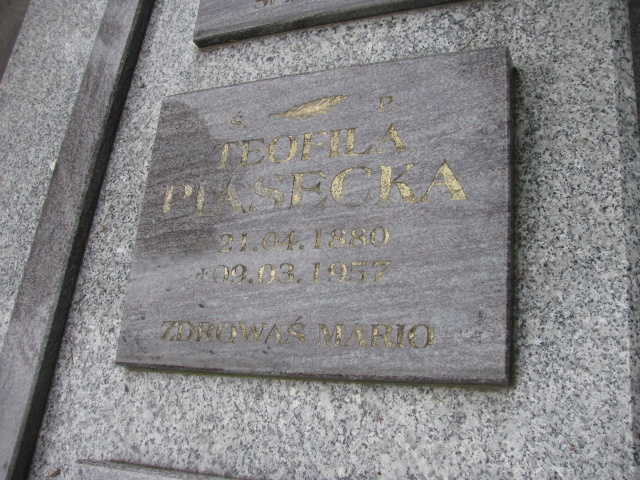 Ś P
TEOFILA
PIASECKA
21.04.1880
+09.03.1957
ZDROWAŚ MARIO